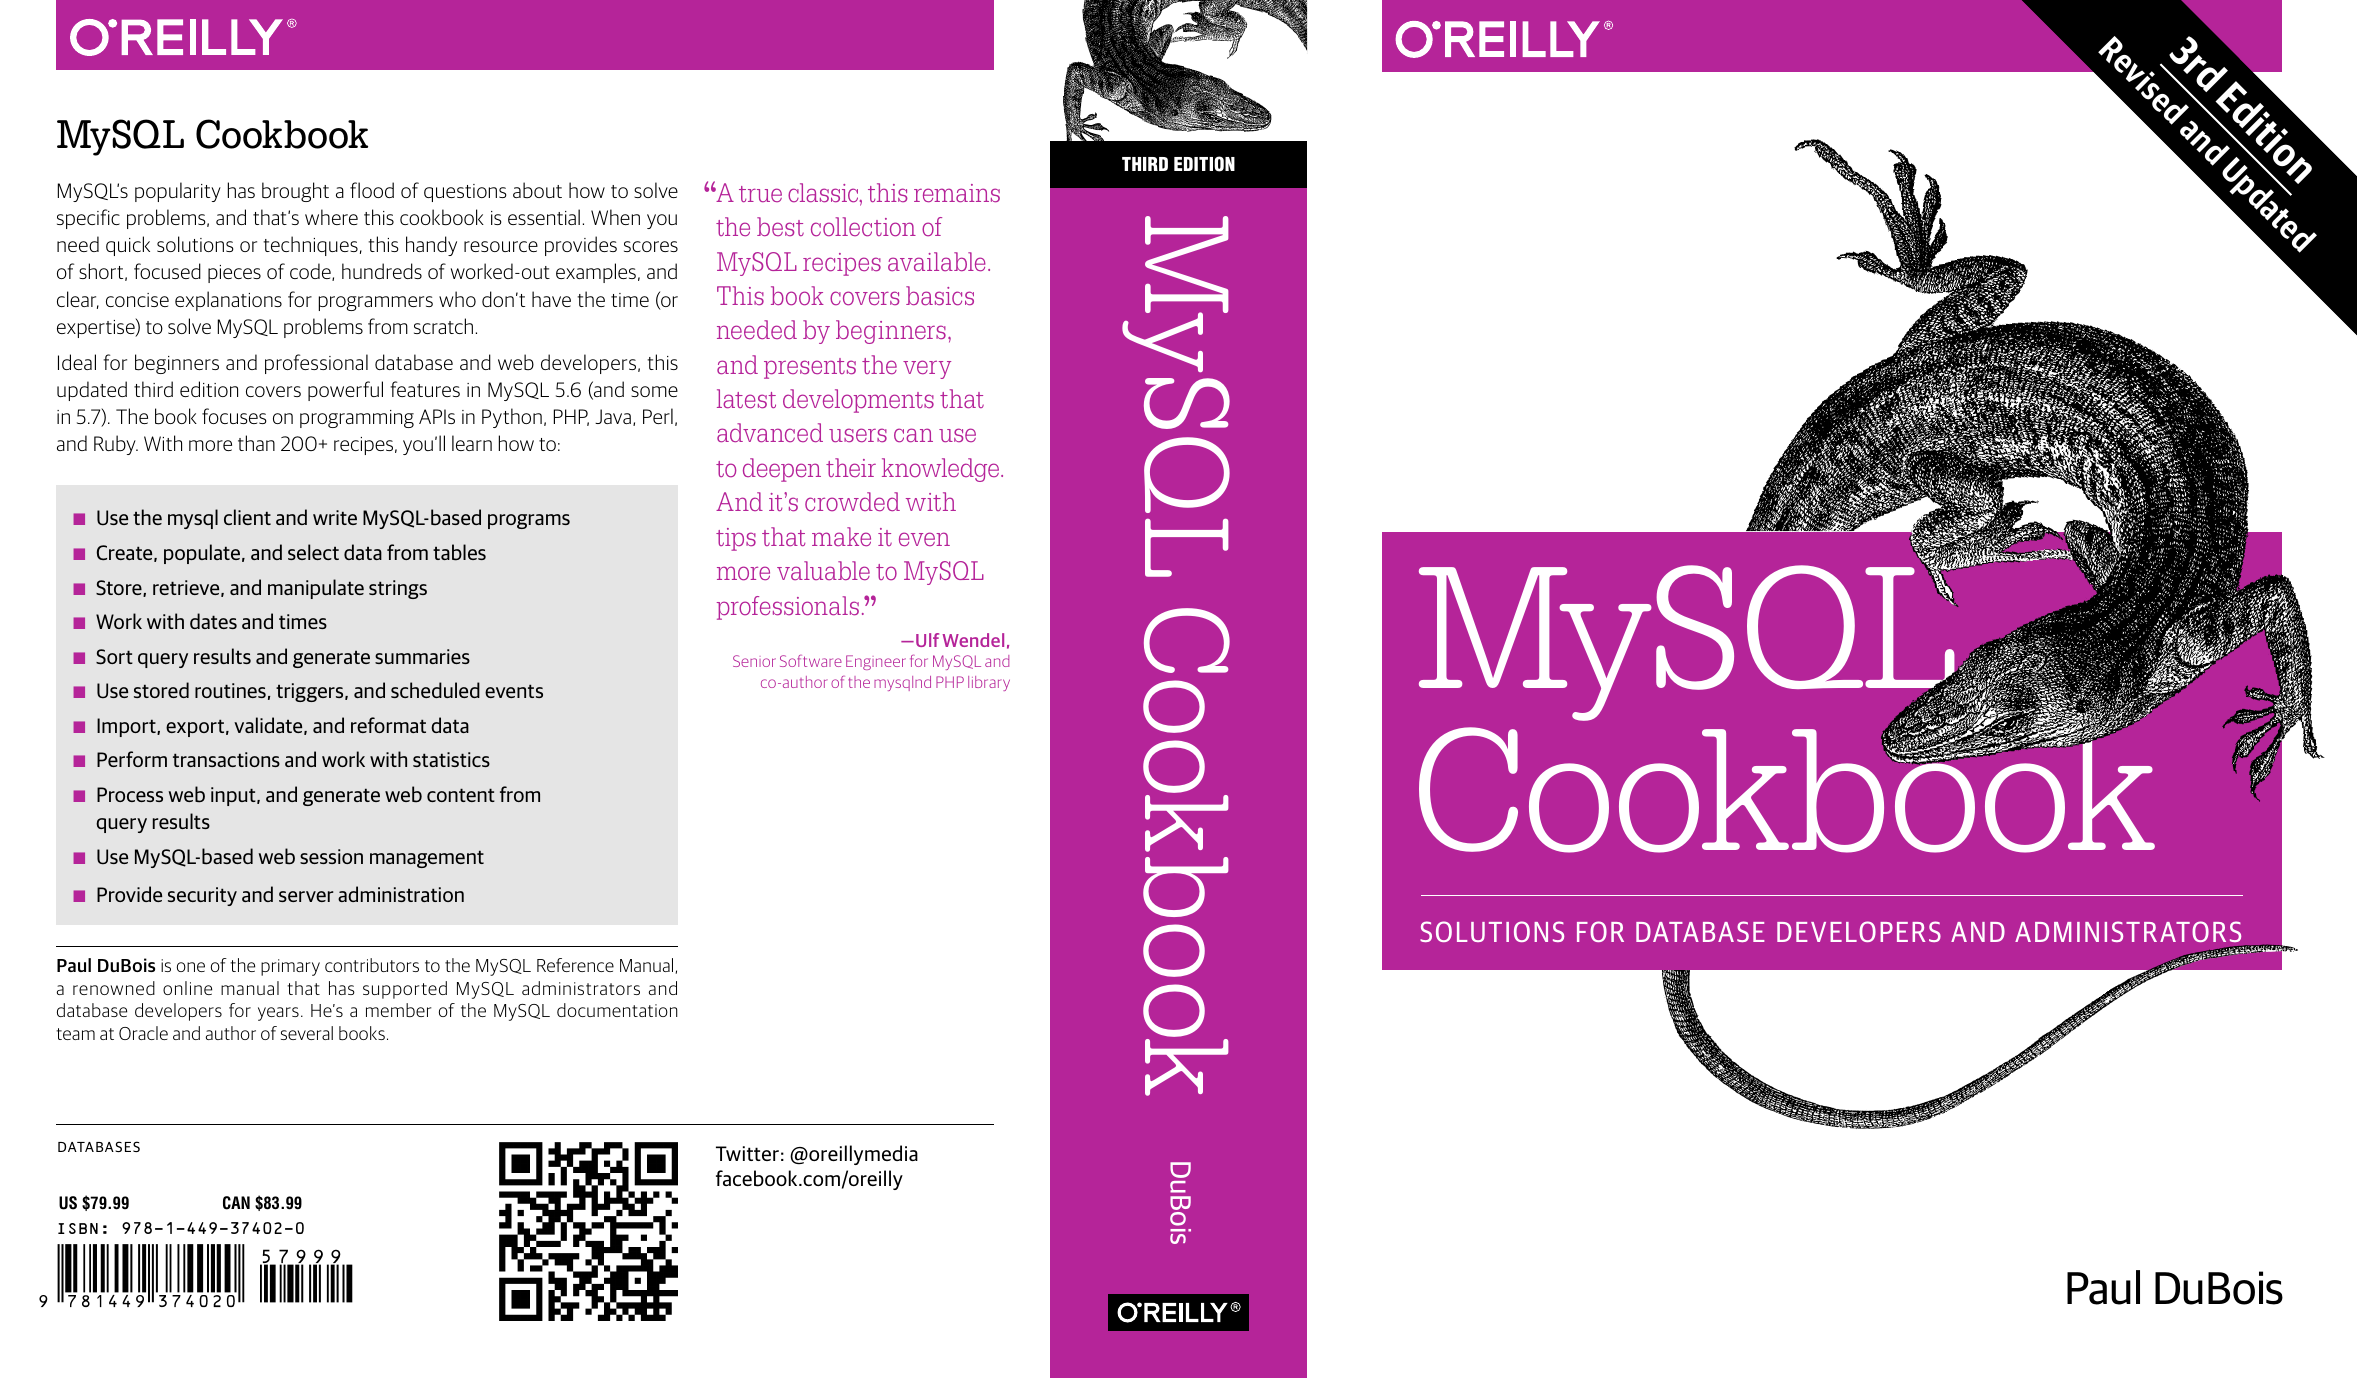 O'REILLY®
MySQL Cookbook
MySQL's popularity has brought a flood of questions about how to solve
specific problems, and that's where this cookbook is essential. When you
need quick solutions or techniques, this handy resource provides scores
of short, focused pieces of code, hundreds of worked-out examples, and
clear, concise explanations for programmers who don't have the time (or
expertise) to solve MySQL problems from scratch.
Ideal for beginners and professional database and web developers, this
updated third edition covers powerful features in MySQL 5.6 (and some
in 5.7). The book focuses on programming APIs in Python, PHP, Java, Perl,
and Ruby. With more than 200+ recipes, you'll learn how to:
■ Use the mysql client and write MySQL-based programs
■ Create, populate, and select data from tables
■ Store, retrieve, and manipulate strings
■ Work with dates and times
■ Sort query results and generate summaries
■ Use stored routines, triggers, and scheduled events
■ Import, export, validate, and reformat data
■ Perform transactions and work with statistics
■ Process web input, and generate web content from
query results
■ Use MySQL-based web session management
■ Provide security and server administration
Paul DuBois is one of the primary contributors to the MySQL Reference Manual,
a renowned online manual that has supported MySQL administrators and
database developers for years. He's a member of the MySQL documentation
team at Oracle and author of several books.
“A true classic, this remains
the best collection of
MySQL recipes available.
This book covers basics
needed by beginners,
and presents the very
latest developments that
advanced users can use
to deepen their knowledge.
And it's crowded with
tips that make it even
more valuable to MySQL
professionals.”
—Ulf Wendel,
Senior Software Engineer for MySQL and
co-author of the mysqlnd PHP library
DATABASES
US $79.99 CAN $83.99
ISBN: 978-1-449-37402-0
57999
9 781449 374020
Twitter: @oreillymedia
facebook.com/oreilly
THIRD EDITION
MySQL Cookbook
DuBois
O'REILLY®
O'REILLY®
3rd Edition
Revised and Updated
MySQL
Cookbook
SOLUTIONS FOR DATABASE DEVELOPERS AND ADMINISTRATORS
Paul DuBois